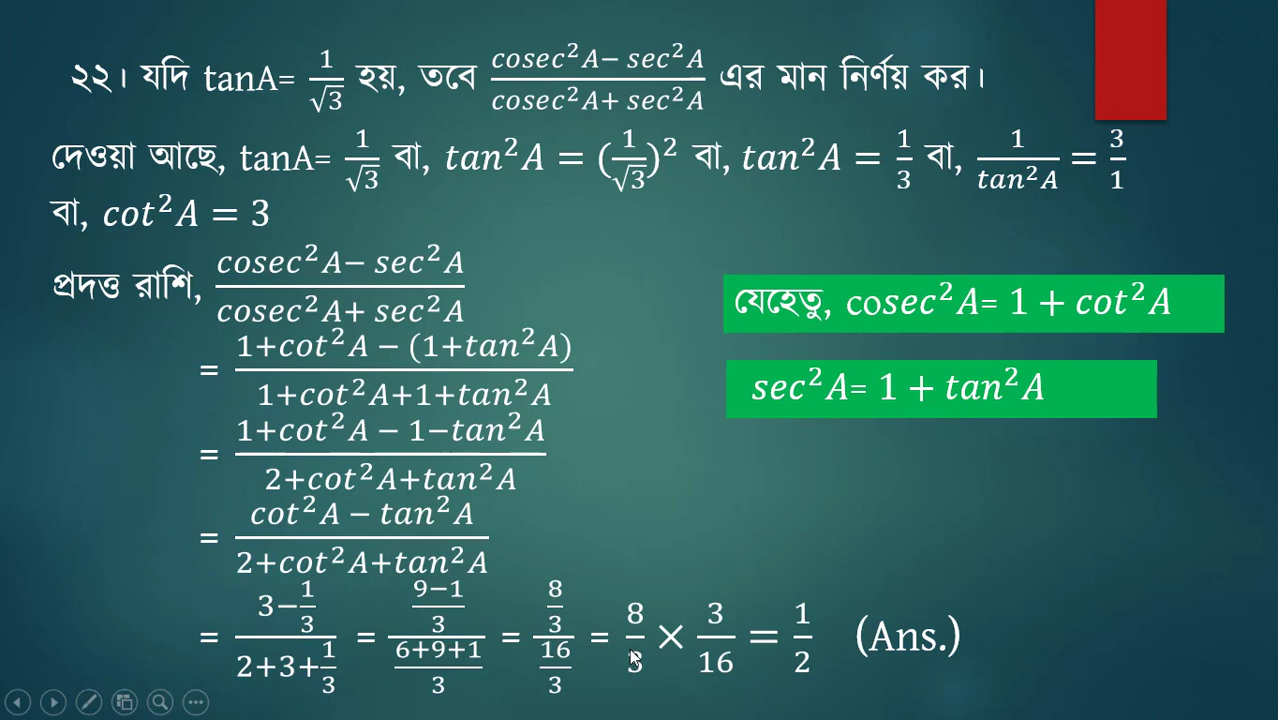 ২২। যদি tanA= 1/√3 হয়, তবে (cosec²A− sec²A)/(cosec²A+ sec²A) এর মান নির্ণয় কর।
দেওয়া আছে, tanA= 1/√3 বা, tan²A = (1/√3)² বা, tan²A = 1/3 বা, 1/tan²A = 3/1
বা, cot²A = 3
প্রদত্ত রাশি, (cosec²A− sec²A)/(cosec²A+ sec²A)
যেহেতু, cosec²A= 1 + cot²A
= (1+cot²A − (1+tan²A))/(1+cot²A+1+tan²A)
sec²A= 1 + tan²A
= (1+cot²A − 1−tan²A)/(2+cot²A+tan²A)
= (cot²A − tan²A)/(2+cot²A+tan²A)
= (3−1/3)/(2+3+1/3) = ((9−1)/3)/((6+9+1)/3) = (8/3)/(16/3) = 8/3 × 3/16 = 1/2 (Ans.)